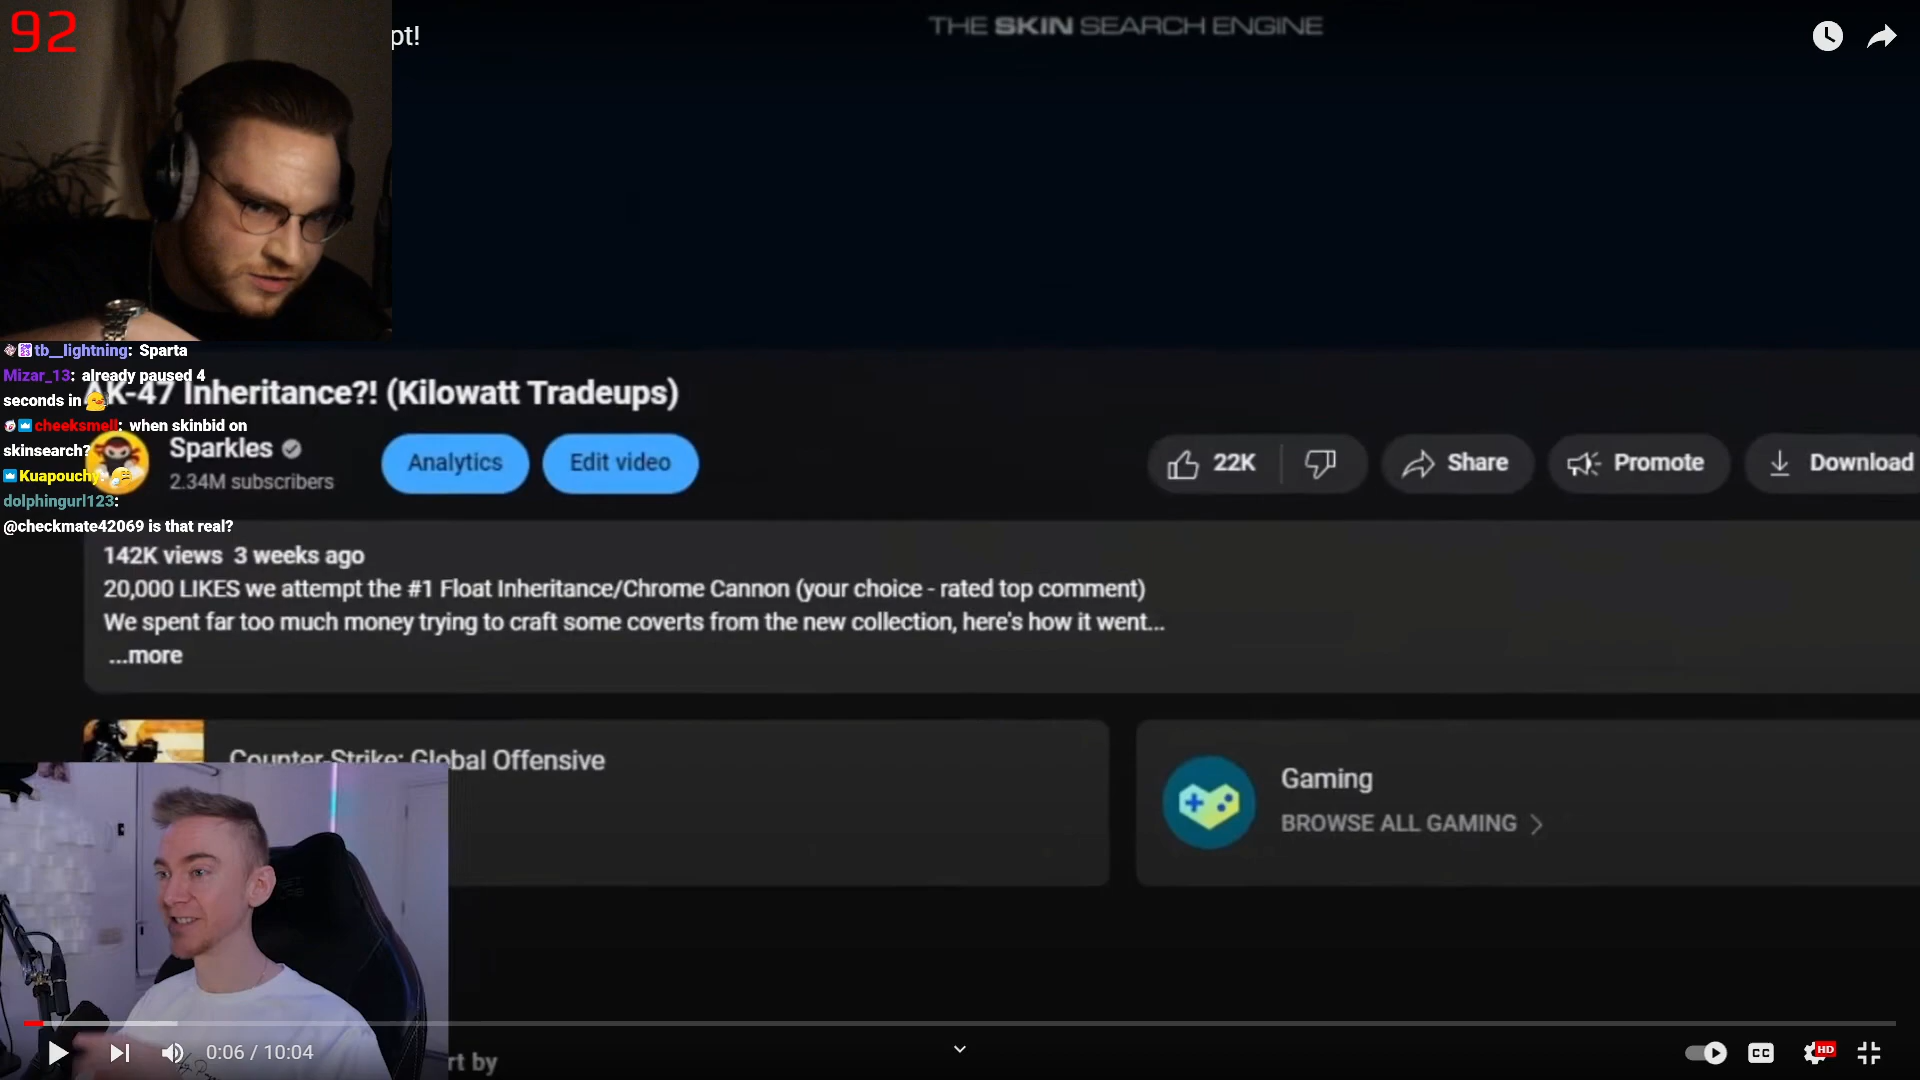 92
pt!
THE SKIN SEARCH ENGINE
tb__lightning: Sparta
Mizar_13: already paused 4
seconds in
cheeksmell: when skinbid on
skinsearch?
Kuapouchy
dolphingurl123:
@checkmate42069 is that real?
AK-47 Inheritance?! (Kilowatt Tradeups)
Sparkles
2.34M subscribers
Analytics
Edit video
22K
Share
Promote
Download
142K views 3 weeks ago
20,000 LIKES we attempt the #1 Float Inheritance/Chrome Cannon (your choice - rated top comment)
We spent far too much money trying to craft some coverts from the new collection, here's how it went...
...more
Counter-Strike: Global Offensive
Gaming
BROWSE ALL GAMING
rt by
0:06 / 10:04
CC
HD